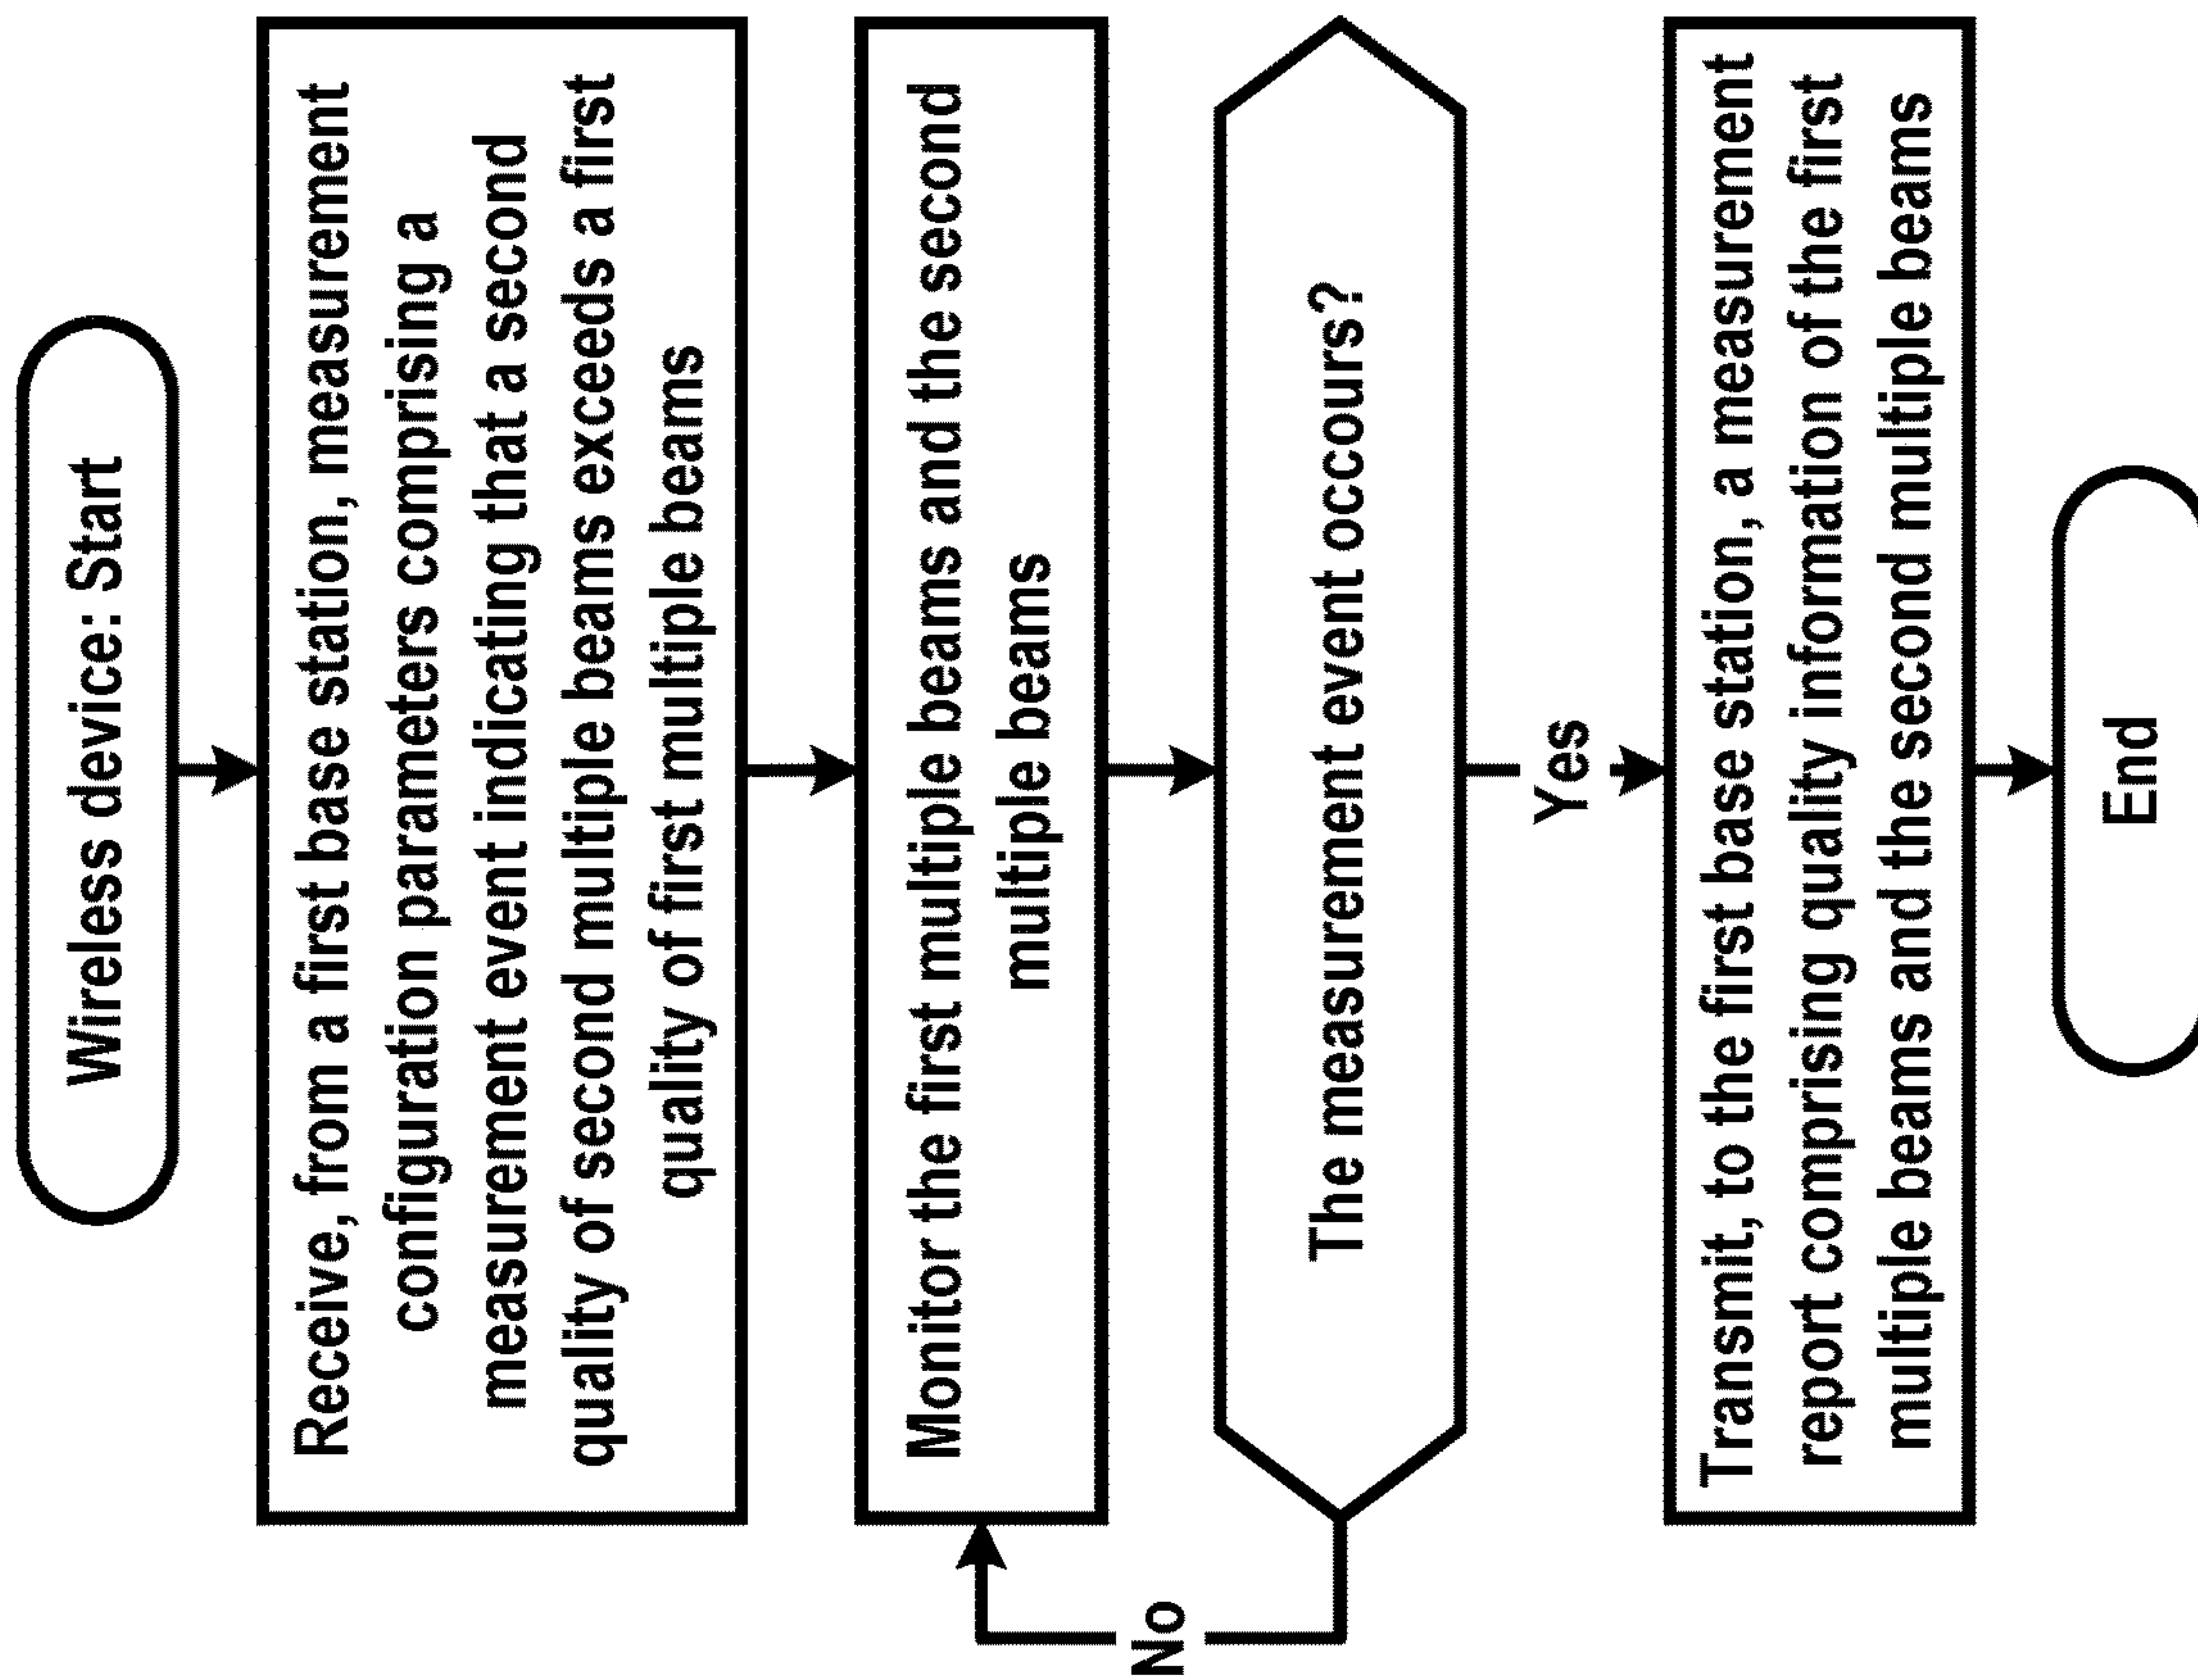 Wireless device: Start
Receive, from a first base station, measurement
configuration parameters comprising a
measurement event indicating that a second
quality of second multiple beams exceeds a first
quality of first multiple beams
Monitor the first multiple beams and the second
multiple beams
The measurement event occours?
No
Yes
Transmit, to the first base station, a measurement
report comprising quality information of the first
multiple beams and the second multiple beams
End